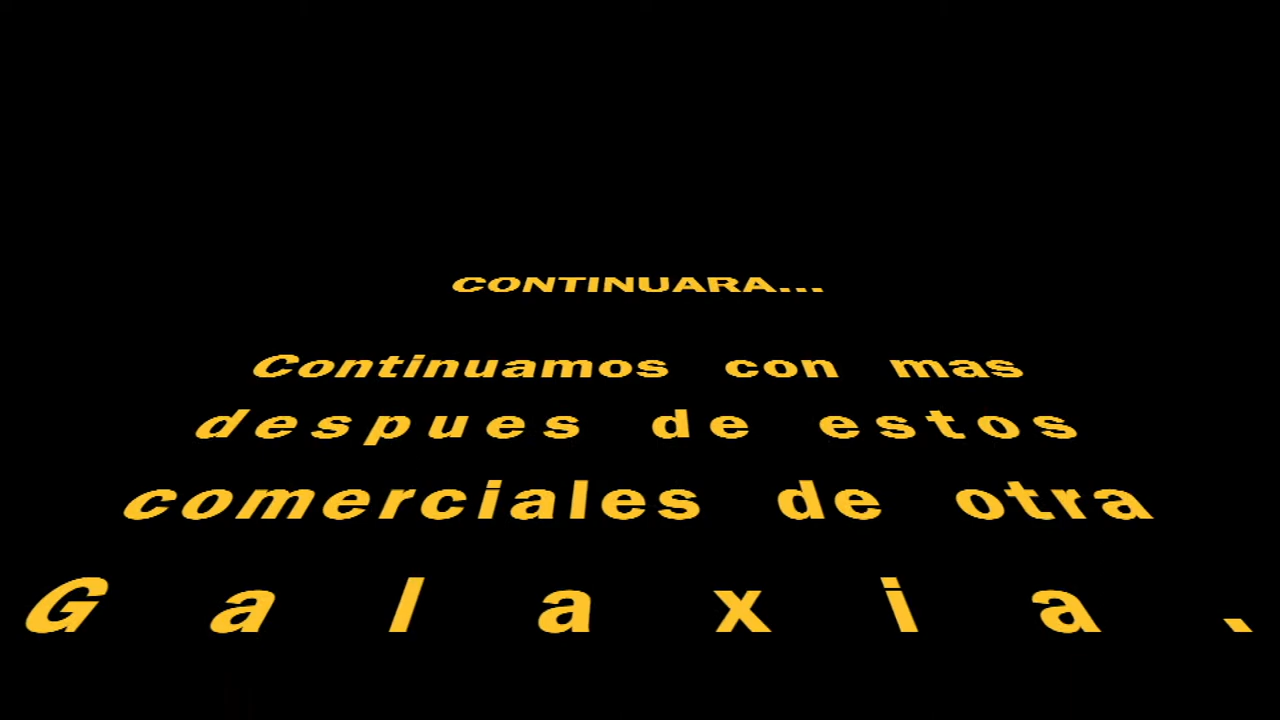 CONTINUARA...
Continuamos con mas
despues de estos
comerciales de otra
Galaxia.